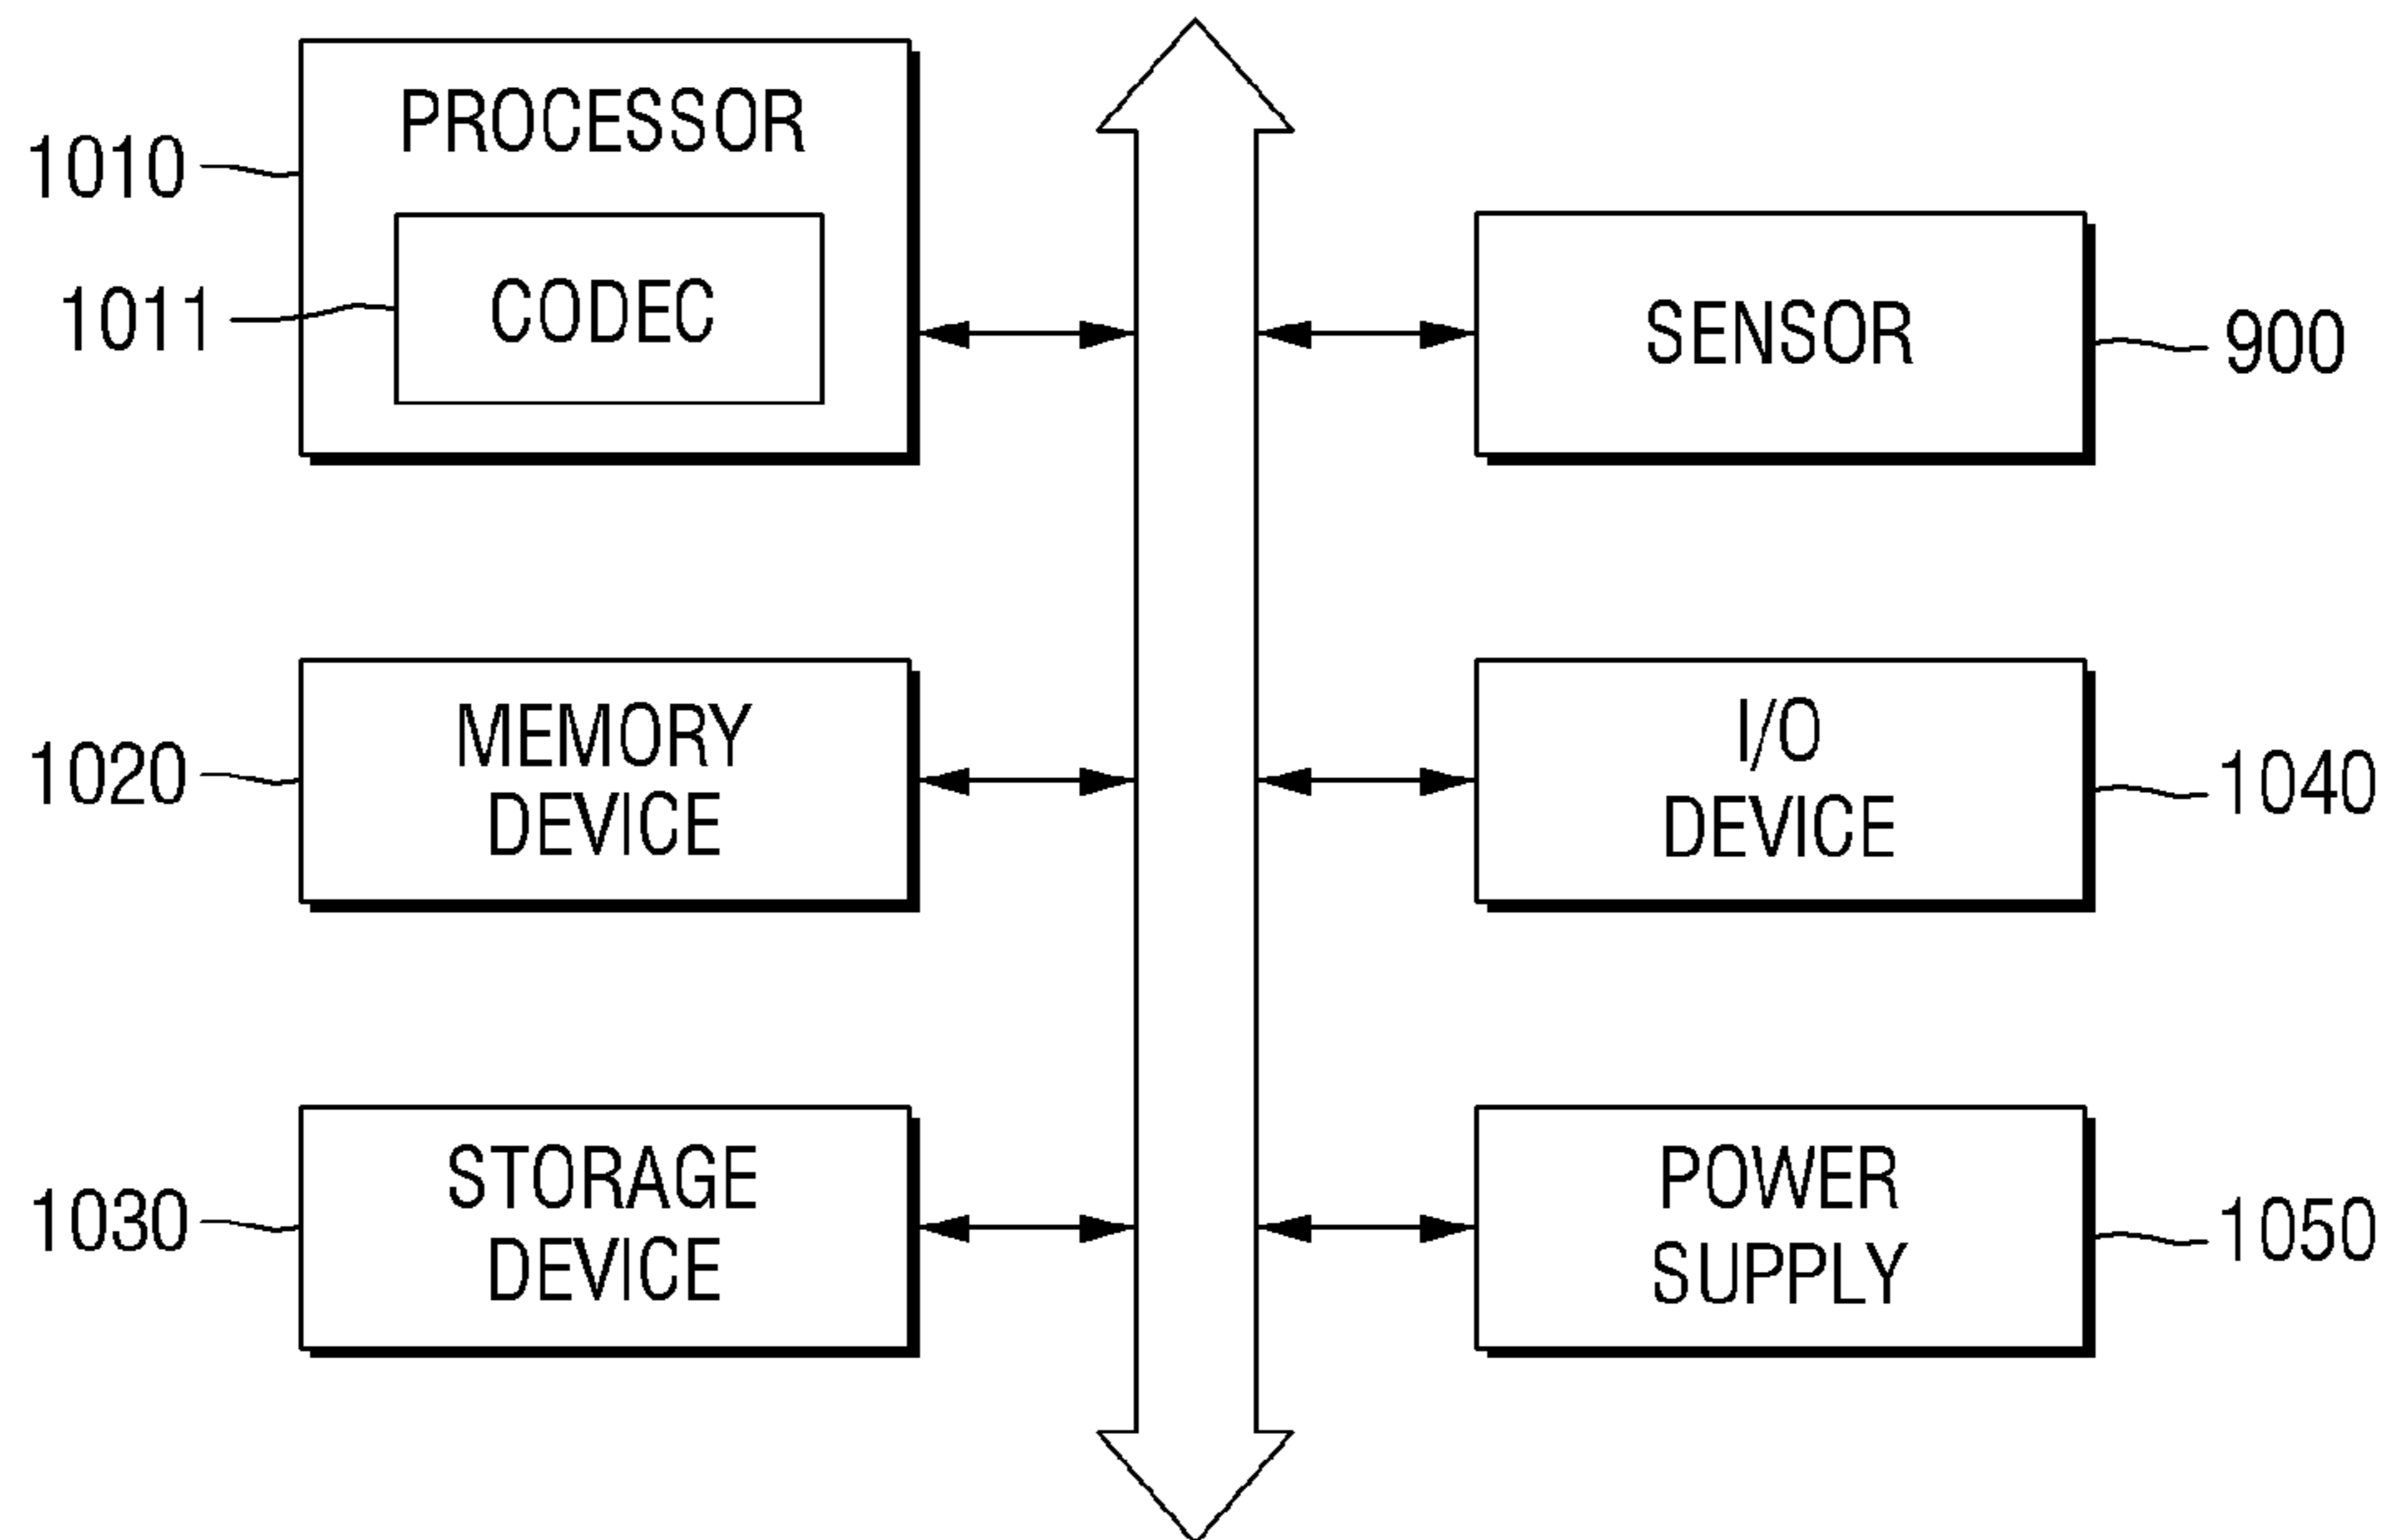 PROCESSOR
1010
CODEC
1011
SENSOR
900
MEMORY
DEVICE
1020
I/O
DEVICE
1040
STORAGE
DEVICE
1030
POWER
SUPPLY
1050